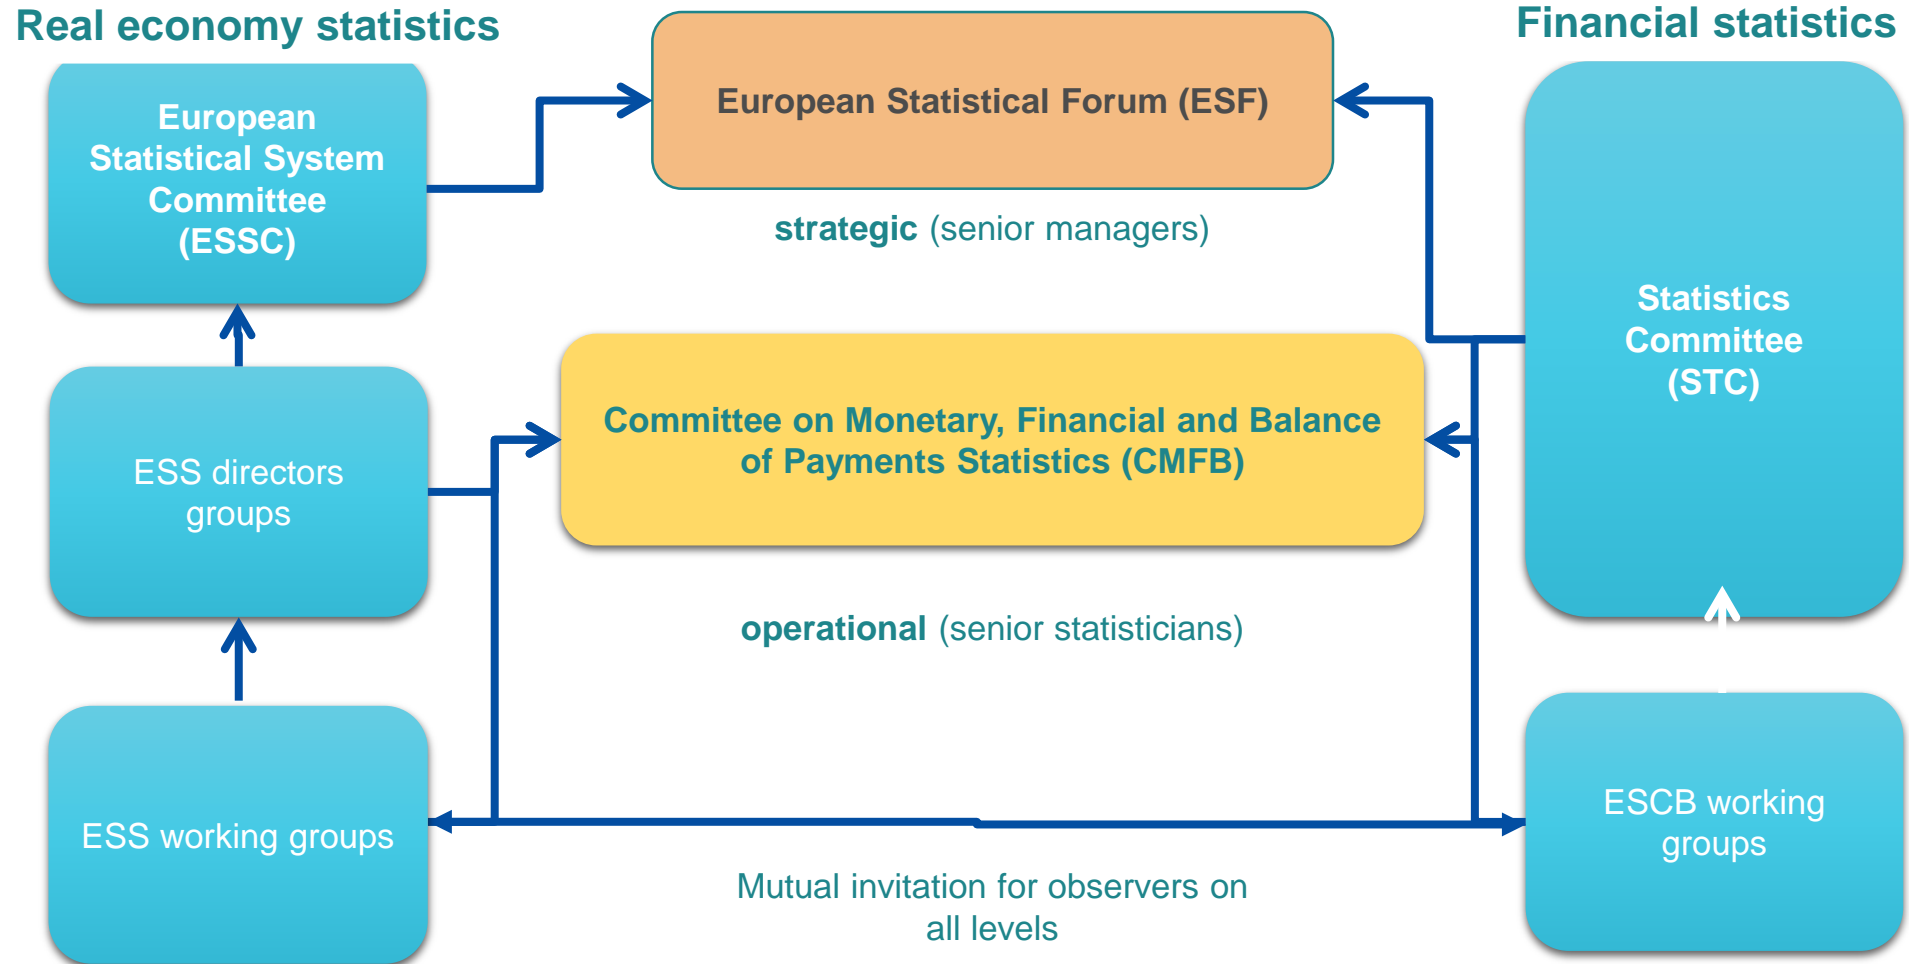 Real economy statistics
Financial statistics
European
Statistical System
Committee
(ESSC)
European Statistical Forum (ESF)
strategic (senior managers)
Statistics
Committee
(STC)
Committee on Monetary, Financial and Balance
of Payments Statistics (CMFB)
ESS directors
groups
operational (senior statisticians)
ESS working groups
ESCB working
groups
Mutual invitation for observers on
all levels